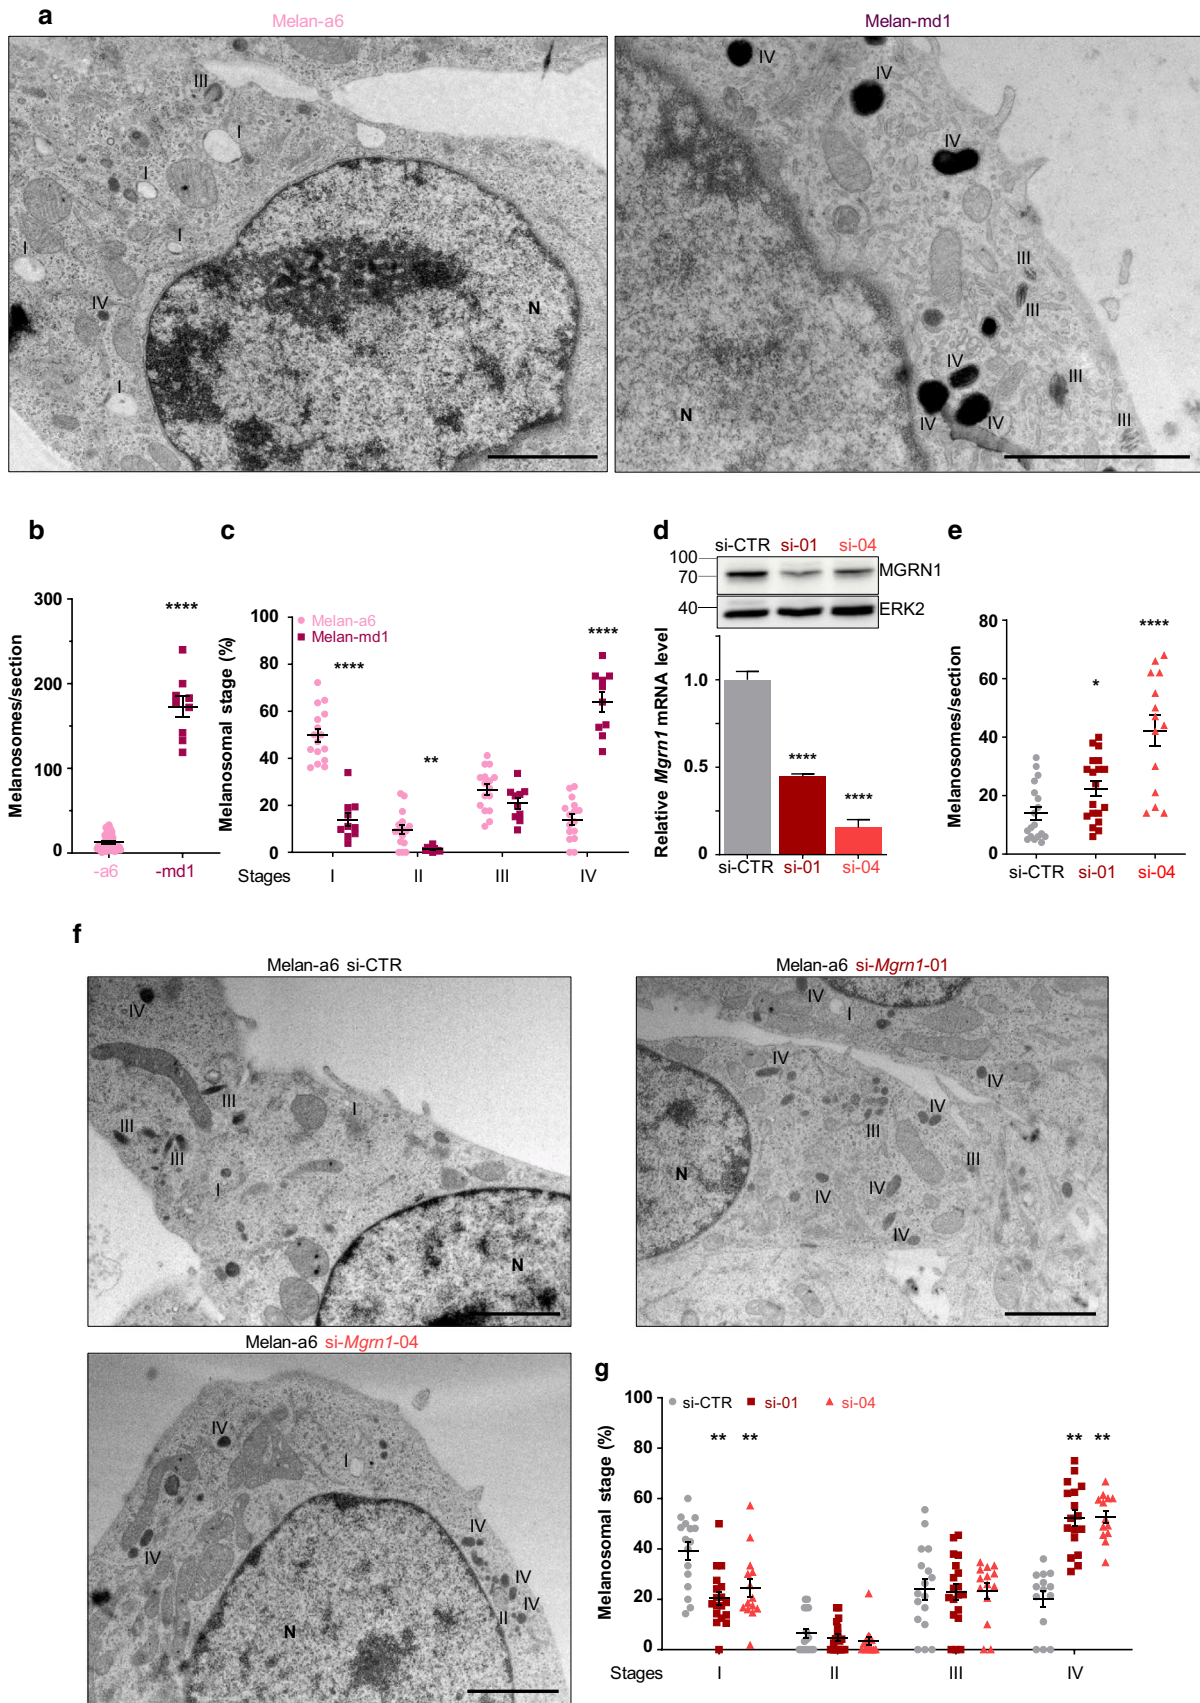 a
Melan-a6
Melan-md1
III
I
I
I
I
IV
I
N
IV
IV
IV
III
III
IV
III
IV
IV
III
N
b
300
200
100
0
Melanosomes/section
****
-a6
-md1
c
100
80
60
40
20
0
Melanosomal stage (%)
Melan-a6
Melan-md1
****
**
****
Stages
I
II
III
IV
d
si-CTR
si-01
si-04
100
70
MGRN1
40
ERK2
1.0
0.5
0
Relative Mgrn1 mRNA level
****
****
si-CTR
si-01
si-04
e
80
60
40
20
0
Melanosomes/section
*
****
si-CTR
si-01
si-04
f
Melan-a6 si-CTR
IV
III
I
III
III
I
N
Melan-a6 si-Mgrn1-01
IV
I
IV
IV
IV
III
III
N
IV
IV
IV
Melan-a6 si-Mgrn1-04
IV
I
IV
IV
IV
IV
II
N
g
100
80
60
40
20
0
Melanosomal stage (%)
si-CTR
si-01
si-04
**
**
**
**
Stages
I
II
III
IV